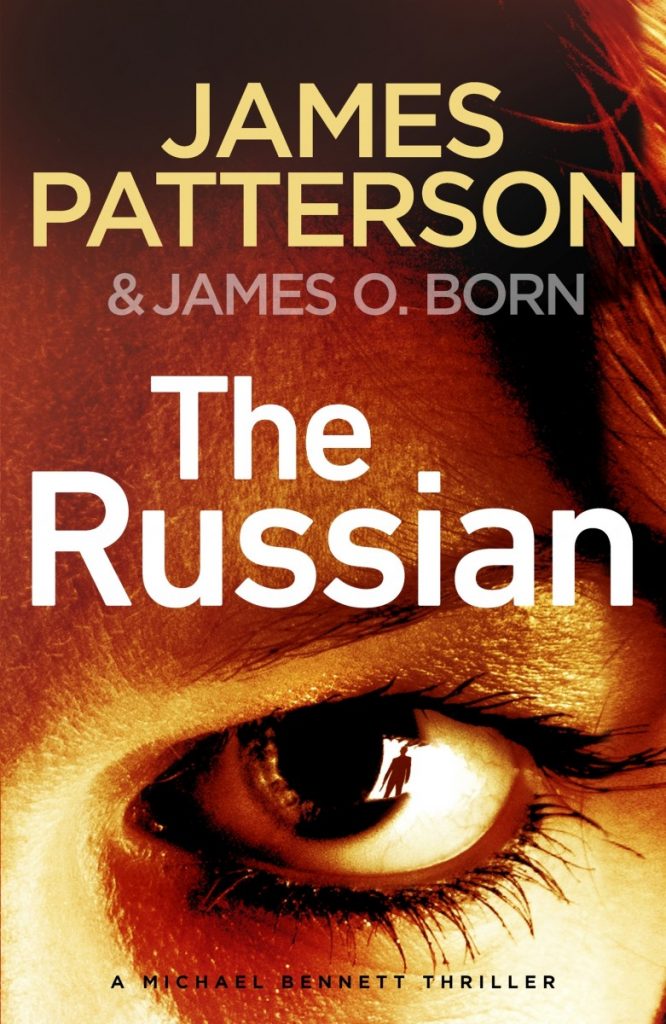 JAMES
PATTERSON
& JAMES O. BORN
The
Russian
A MICHAEL BENNETT THRILLER